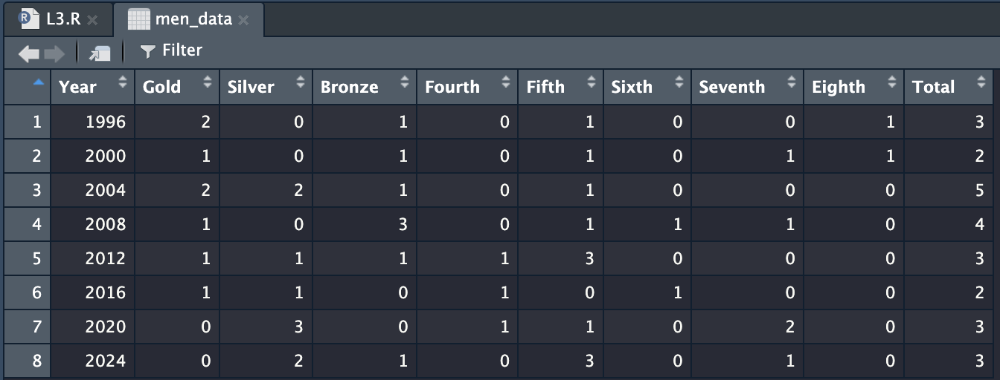 L3.R men_data
Filter
Year Gold Silver Bronze Fourth Fifth Sixth Seventh Eighth Total
1 1996 2 0 1 0 1 0 0 1 3
2 2000 1 0 1 0 1 0 1 1 2
3 2004 2 2 1 0 1 0 0 0 5
4 2008 1 0 3 0 1 1 1 0 4
5 2012 1 1 1 1 3 0 0 0 3
6 2016 1 1 0 1 0 1 0 0 2
7 2020 0 3 0 1 1 0 2 0 3
8 2024 0 2 1 0 3 0 1 0 3